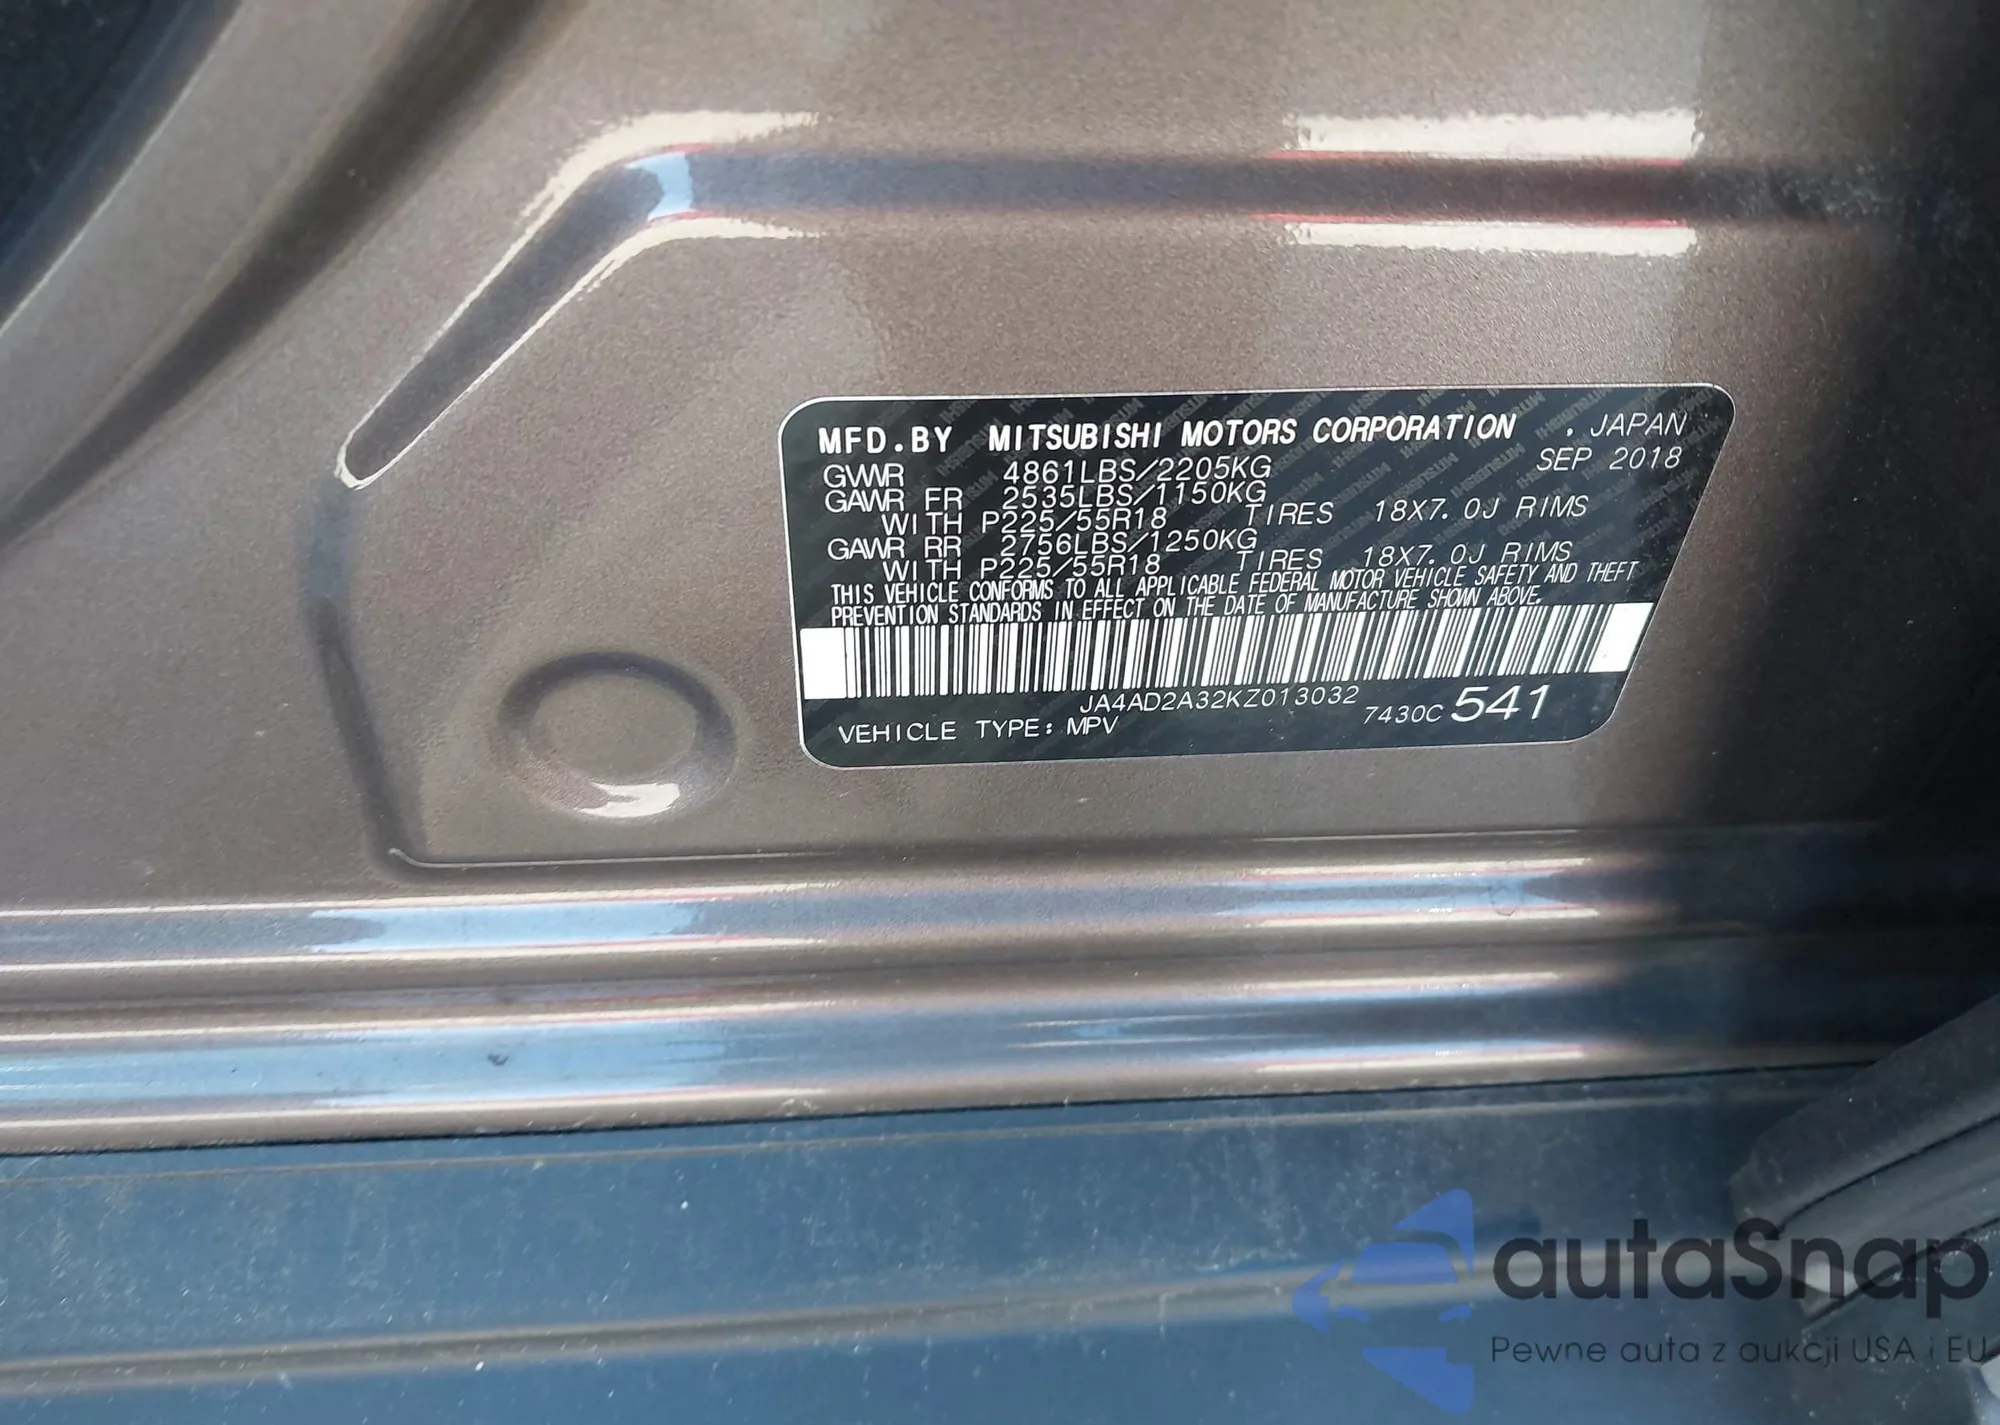 MFD.BY MITSUBISHI MOTORS CORPORATION . JAPAN
SEP 2018
GVWR 4861LBS/2205KG
GAWR FR 2535LBS/1150KG
WITH P225/55R18 TIRES 18X7.0J RIMS
GAWR RR 2756LBS/1250KG
WITH P225/55R18 TIRES 18X7.0J RIMS
THIS VEHICLE CONFORMS TO ALL APPLICABLE FEDERAL MOTOR VEHICLE SAFETY AND THEFT
PREVENTION STANDARDS IN EFFECT ON THE DATE OF MANUFACTURE SHOWN ABOVE.
JA4AD2A32KZ013032
7430C 541
VEHICLE TYPE: MPV
autaSnap
Pewne auta z aukcji USA i EU